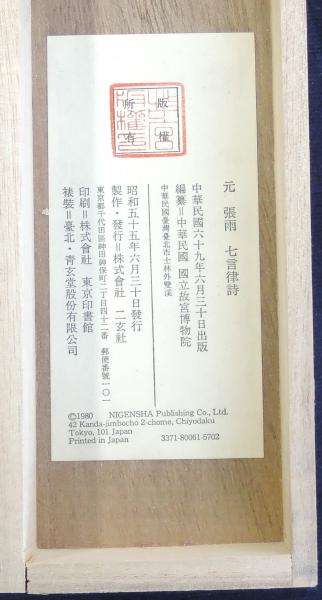 版權
所有
元 張雨 七言律詩
中華民國六十九年六月三十日出版
編纂＝中華民國 國立故宮博物院
中華民國臺灣臺北市士林外雙溪
昭和五十五年六月三十日發行
製作・發行＝株式會社 二玄社
東京都千代田區神田神保町二丁目四十二番 郵便番號一〇一
印刷＝株式會社 東京印書館
裱裝＝臺北・青玄堂股份有限公司
©1980 NIGENSHA Publishing Co., Ltd.
42 Kanda-jimbocho 2-chome, Chiyodaku
Tokyo, 101 Japan
Printed in Japan 3371-80061-5702